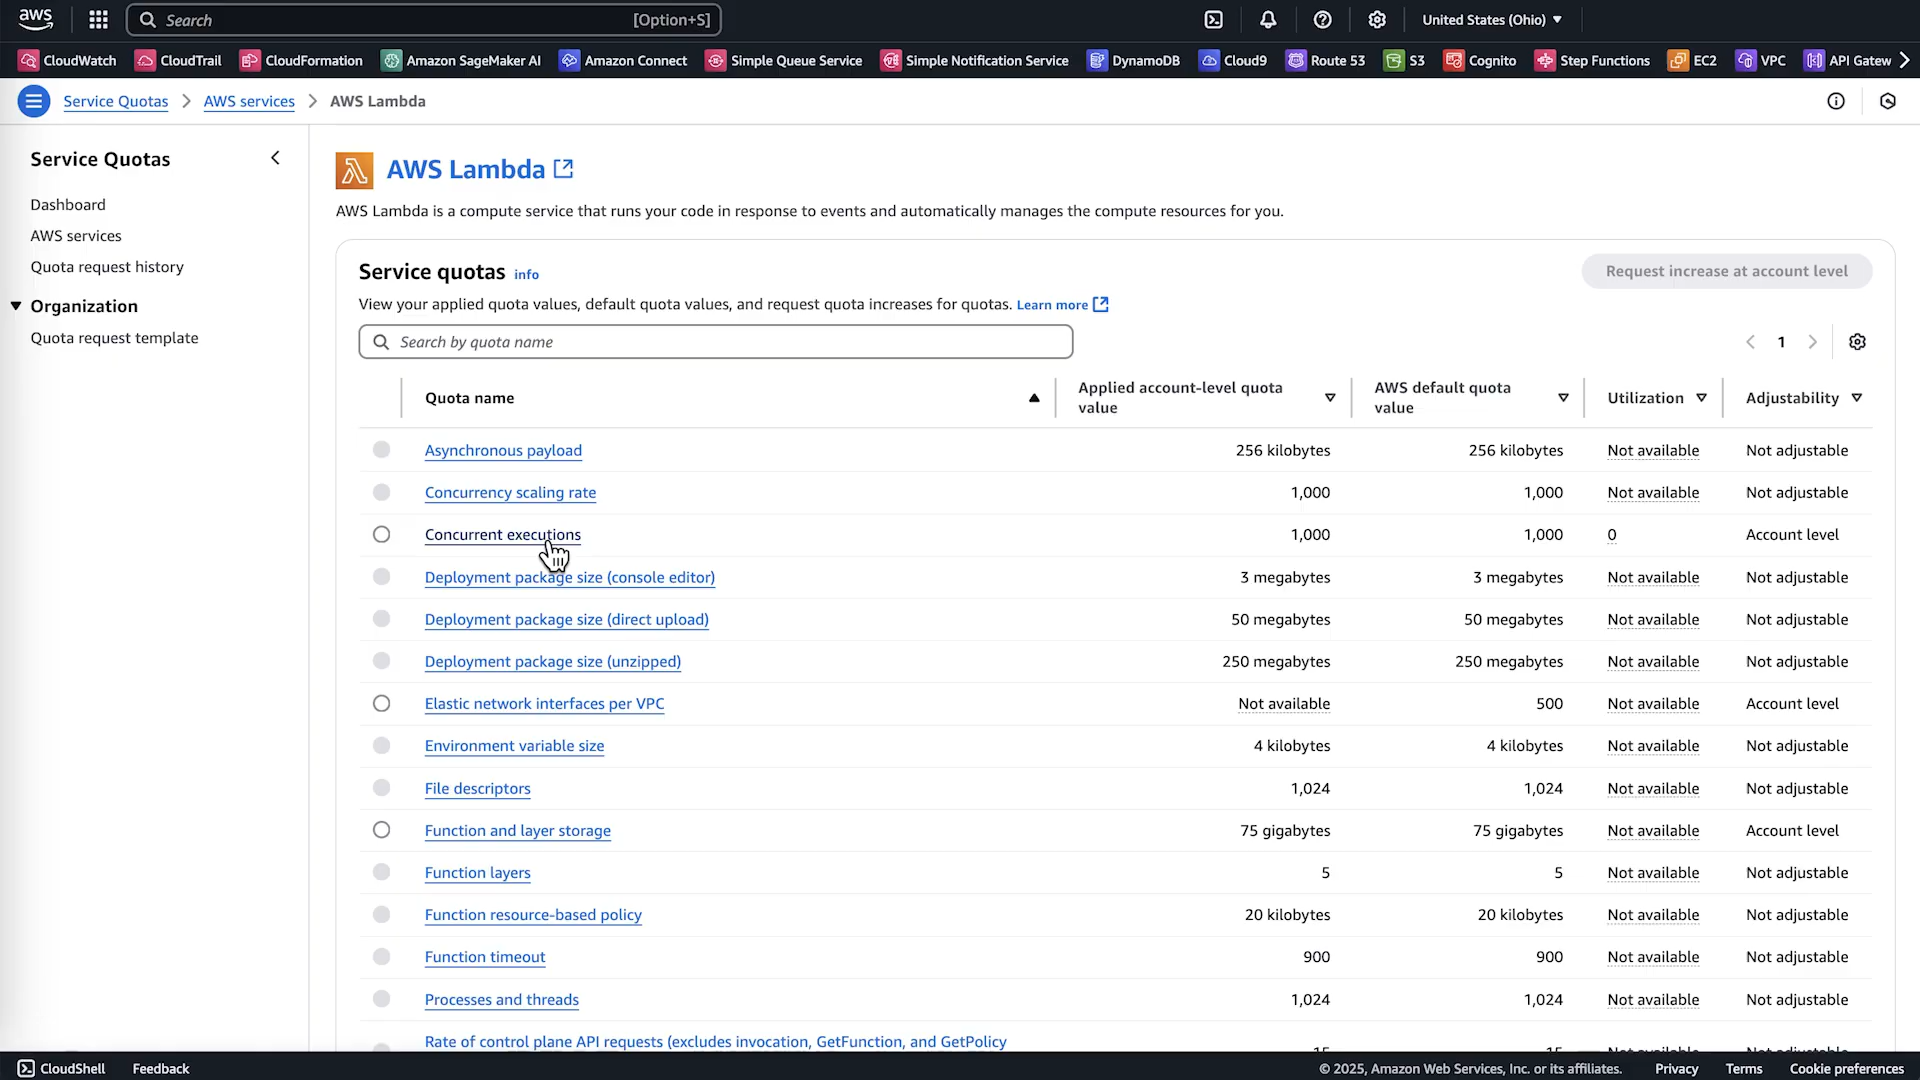 aws
Search [Option+S]
United States (Ohio)
CloudWatch CloudTrail CloudFormation Amazon SageMaker AI Amazon Connect Simple Queue Service Simple Notification Service DynamoDB Cloud9 Route 53 S3 Cognito Step Functions EC2 VPC API Gatew
Service Quotas AWS services AWS Lambda
Service Quotas
Dashboard
AWS services
Quota request history
Organization
Quota request template
AWS Lambda
AWS Lambda is a compute service that runs your code in response to events and automatically manages the compute resources for you.
Service quotas info
Request increase at account level
View your applied quota values, default quota values, and request quota increases for quotas. Learn more
Search by quota name
1
Quota name Applied account-level quota value AWS default quota value Utilization Adjustability
Asynchronous payload 256 kilobytes 256 kilobytes Not available Not adjustable
Concurrency scaling rate 1,000 1,000 Not available Not adjustable
Concurrent executions 1,000 1,000 0 Account level
Deployment package size (console editor) 3 megabytes 3 megabytes Not available Not adjustable
Deployment package size (direct upload) 50 megabytes 50 megabytes Not available Not adjustable
Deployment package size (unzipped) 250 megabytes 250 megabytes Not available Not adjustable
Elastic network interfaces per VPC Not available 500 Not available Account level
Environment variable size 4 kilobytes 4 kilobytes Not available Not adjustable
File descriptors 1,024 1,024 Not available Not adjustable
Function and layer storage 75 gigabytes 75 gigabytes Not available Account level
Function layers 5 5 Not available Not adjustable
Function resource-based policy 20 kilobytes 20 kilobytes Not available Not adjustable
Function timeout 900 900 Not available Not adjustable
Processes and threads 1,024 1,024 Not available Not adjustable
Rate of control plane API requests (excludes invocation, GetFunction, and GetPolicy 15 15 Not available Not adjustable
CloudShell Feedback © 2025, Amazon Web Services, Inc. or its affiliates. Privacy Terms Cookie preferences